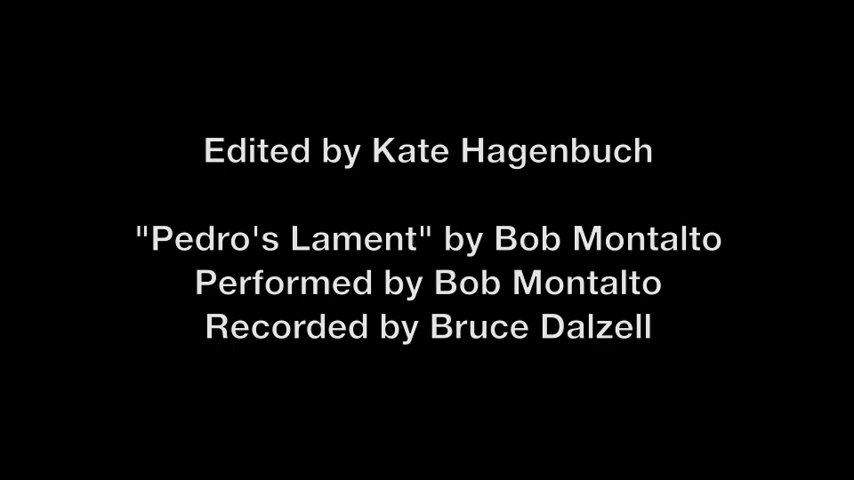 Edited by Kate Hagenbuch
"Pedro's Lament" by Bob Montalto
Performed by Bob Montalto
Recorded by Bruce Dalzell